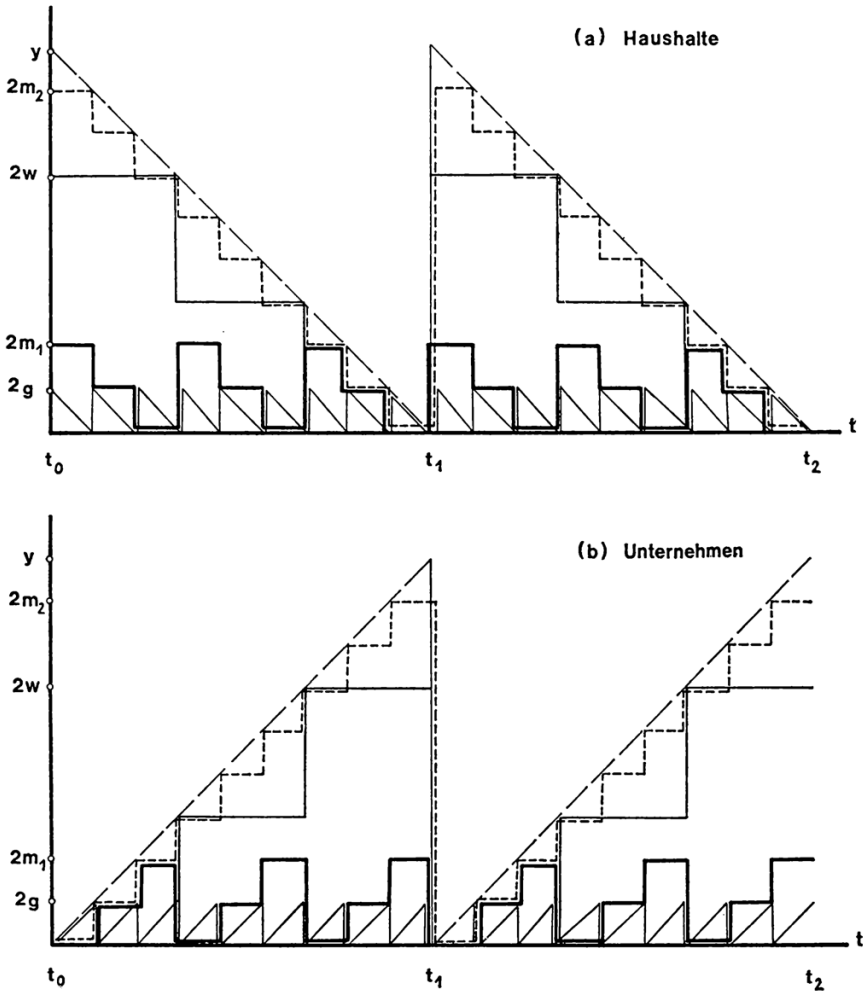 (a) Haushalte
y
2m₂
2w
2m₁
2g
t
t₀ t₁ t₂
(b) Unternehmen
y
2m₂
2w
2m₁
2g
t
t₀ t₁ t₂